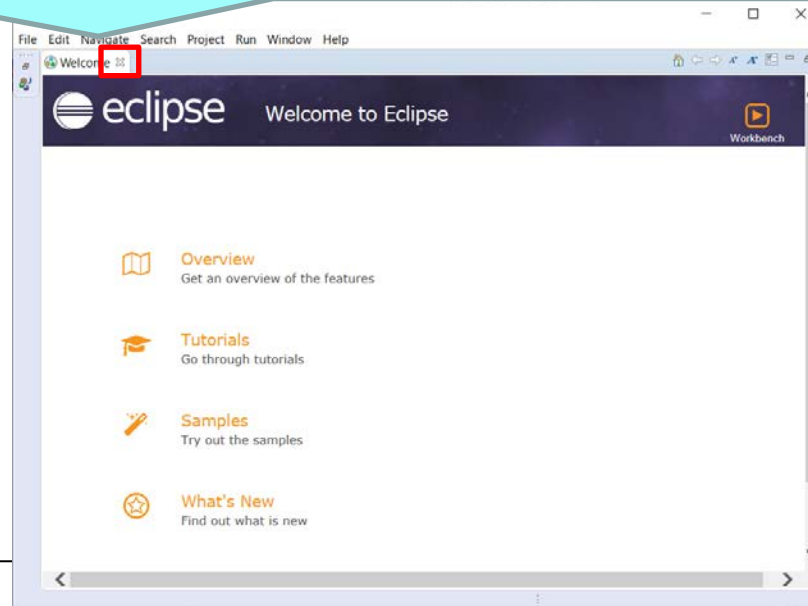 File Edit Navigate Search Project Run Window Help
Welcome
eclipse Welcome to Eclipse
Workbench
Overview
Get an overview of the features
Tutorials
Go through tutorials
Samples
Try out the samples
What's New
Find out what is new